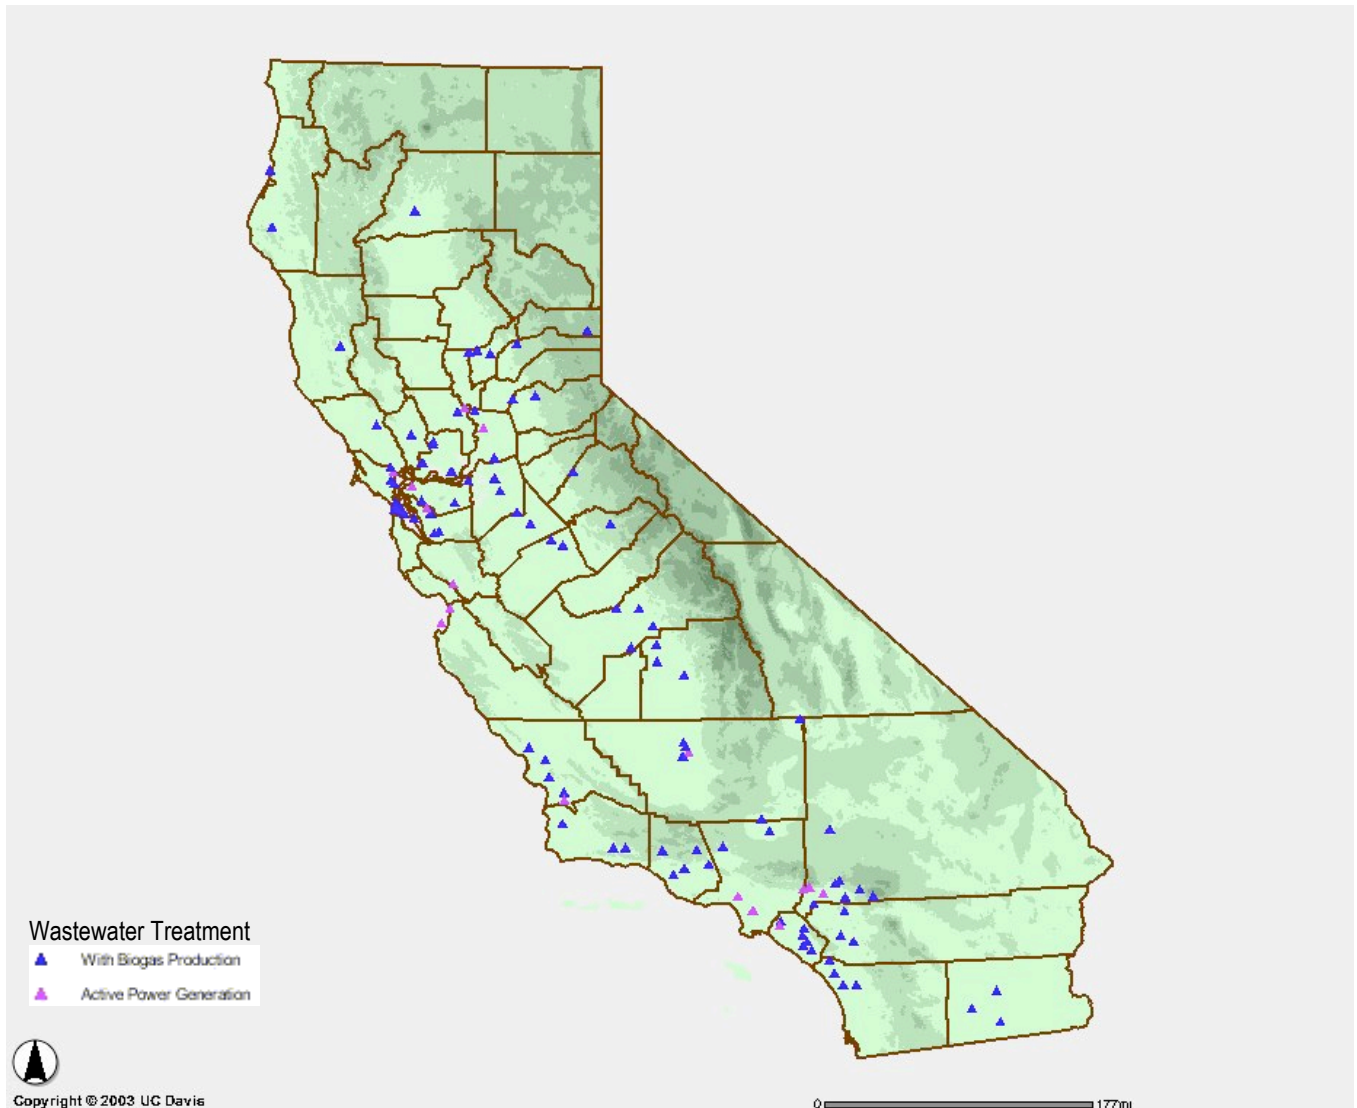 Wastewater Treatment
With Biogas Production
Active Power Generation
Copyright © 2003 UC Davis
0 177mi